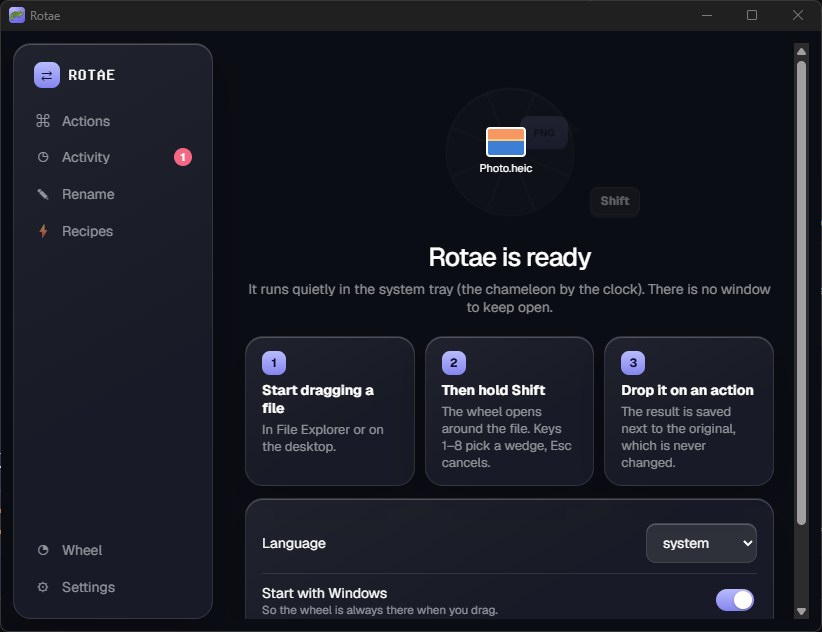 Rotae
ROTAE
Actions
Activity
1
Rename
Recipes
Wheel
Settings
PNG
Photo.heic
Shift
Rotae is ready
It runs quietly in the system tray (the chameleon by the clock). There is no window
to keep open.
1
Start dragging a
file
In File Explorer or on
the desktop.
2
Then hold Shift
The wheel opens
around the file. Keys
1–8 pick a wedge, Esc
cancels.
3
Drop it on an action
The result is saved
next to the original,
which is never
changed.
Language
system
Start with Windows
So the wheel is always there when you drag.